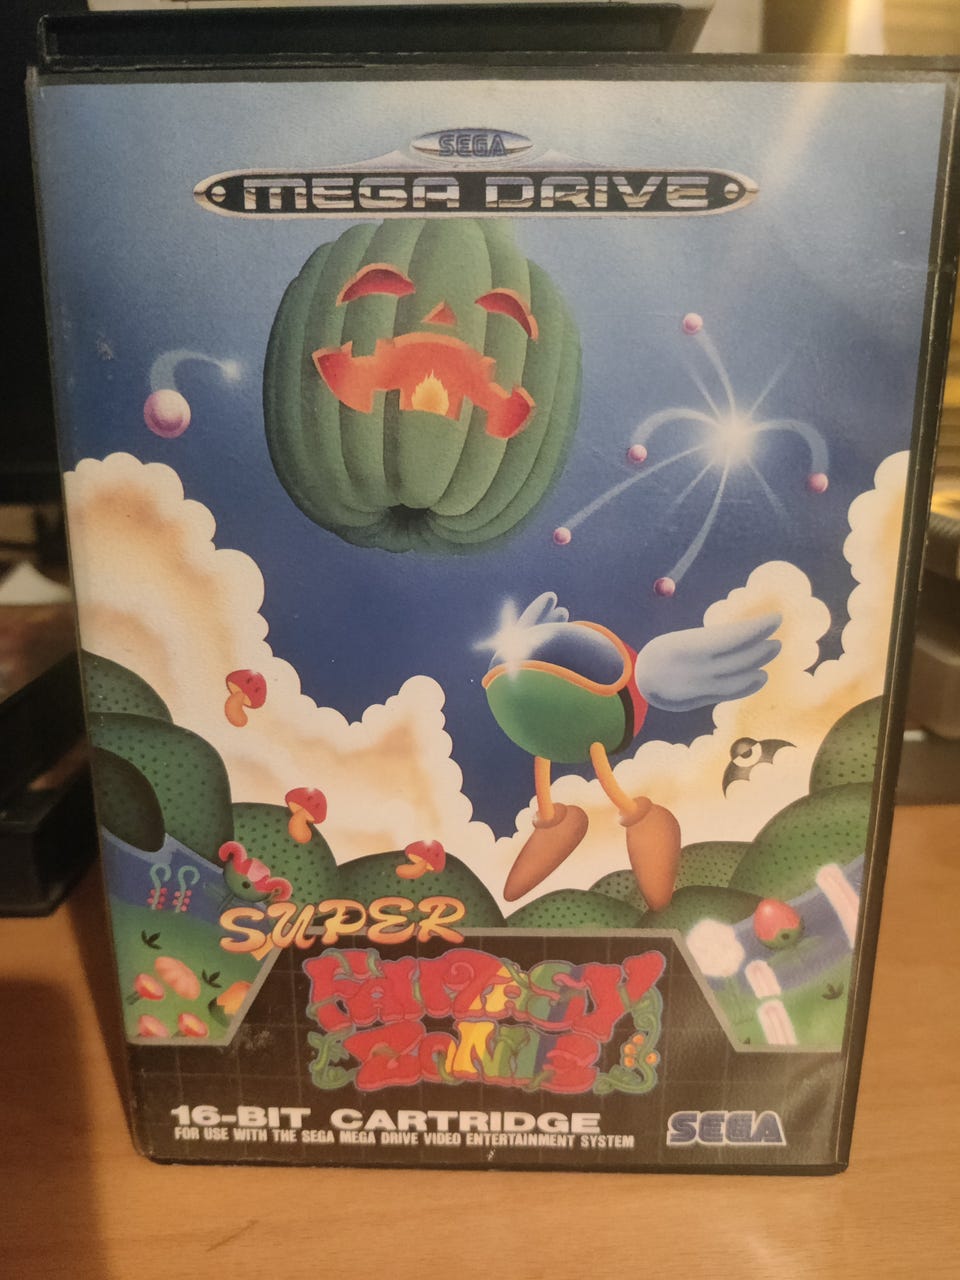 SEGA
MEGA DRIVE
SUPER
FANTASY
ZONE
16-BIT CARTRIDGE
FOR USE WITH THE SEGA MEGA DRIVE VIDEO ENTERTAINMENT SYSTEM
SEGA